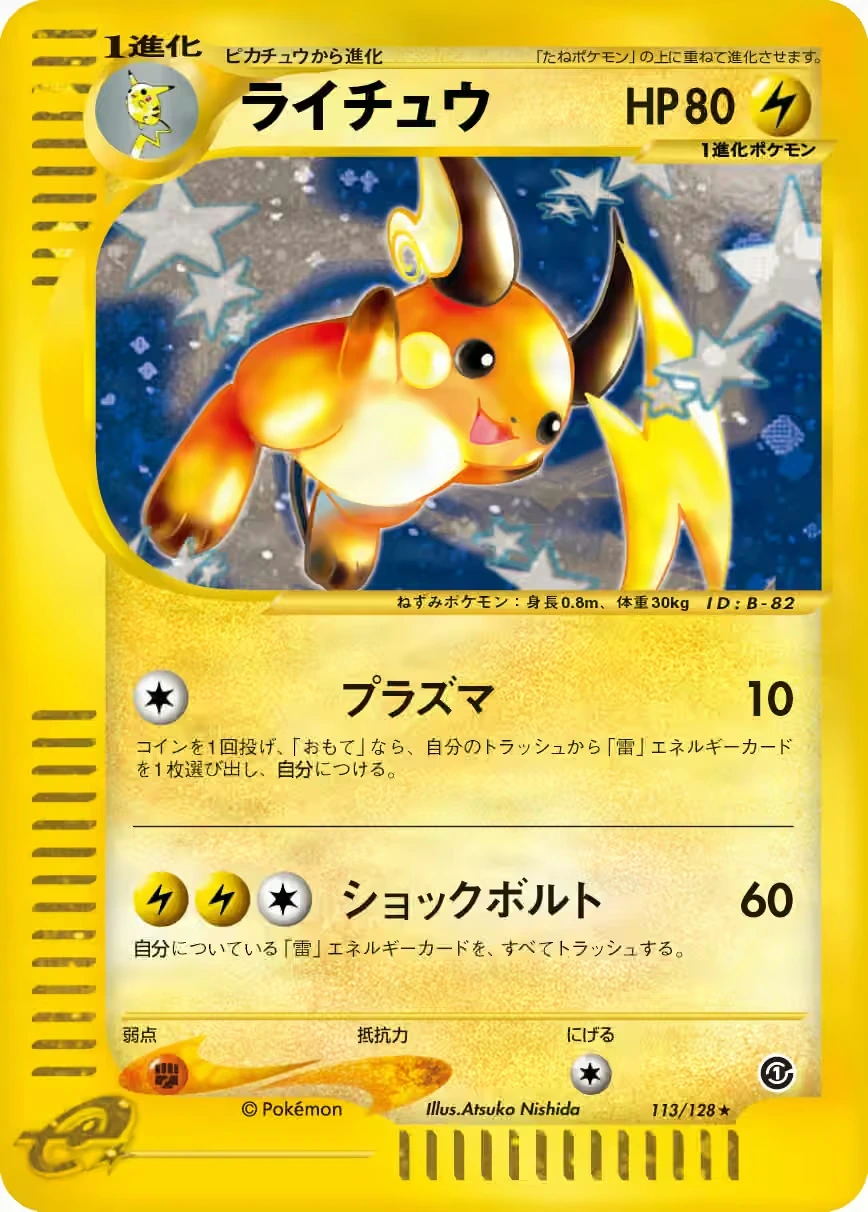 1進化
ピカチュウから進化
「たねポケモン」の上に重ねて進化させます。
ライチュウ
HP80
1進化ポケモン
ねずみポケモン：身長0.8m、体重30kg ID:B-82
プラズマ 10
コインを1回投げ、「おもて」なら、自分のトラッシュから「雷」エネルギーカード
を1枚選び出し、自分につける。
ショックボルト 60
自分についている「雷」エネルギーカードを、すべてトラッシュする。
弱点 抵抗力 にげる
© Pokémon Illus.Atsuko Nishida 113/128★